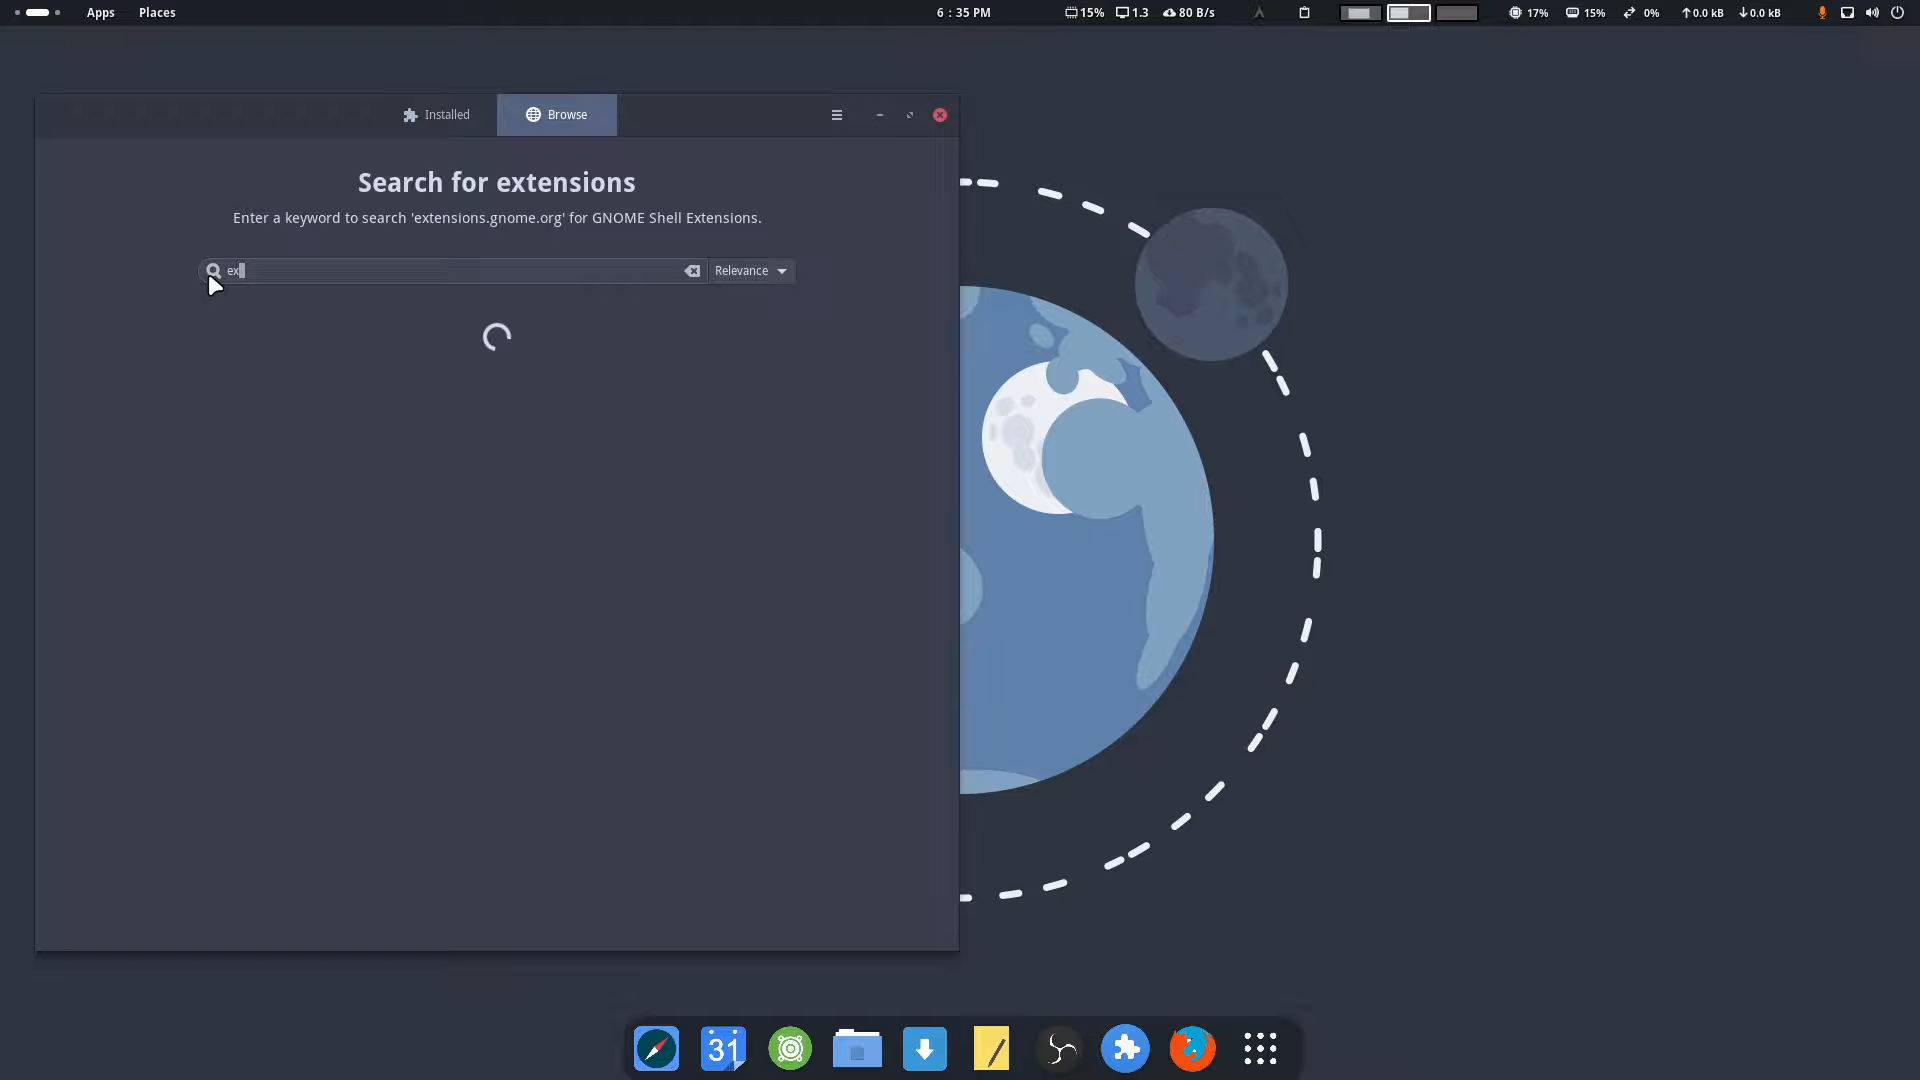 Apps Places 6 : 35 PM 15% 1.3 80 B/s 17% 15% 0% 0.0 kB 0.0 kB
Installed Browse
Search for extensions
Enter a keyword to search 'extensions.gnome.org' for GNOME Shell Extensions.
ex Relevance
31